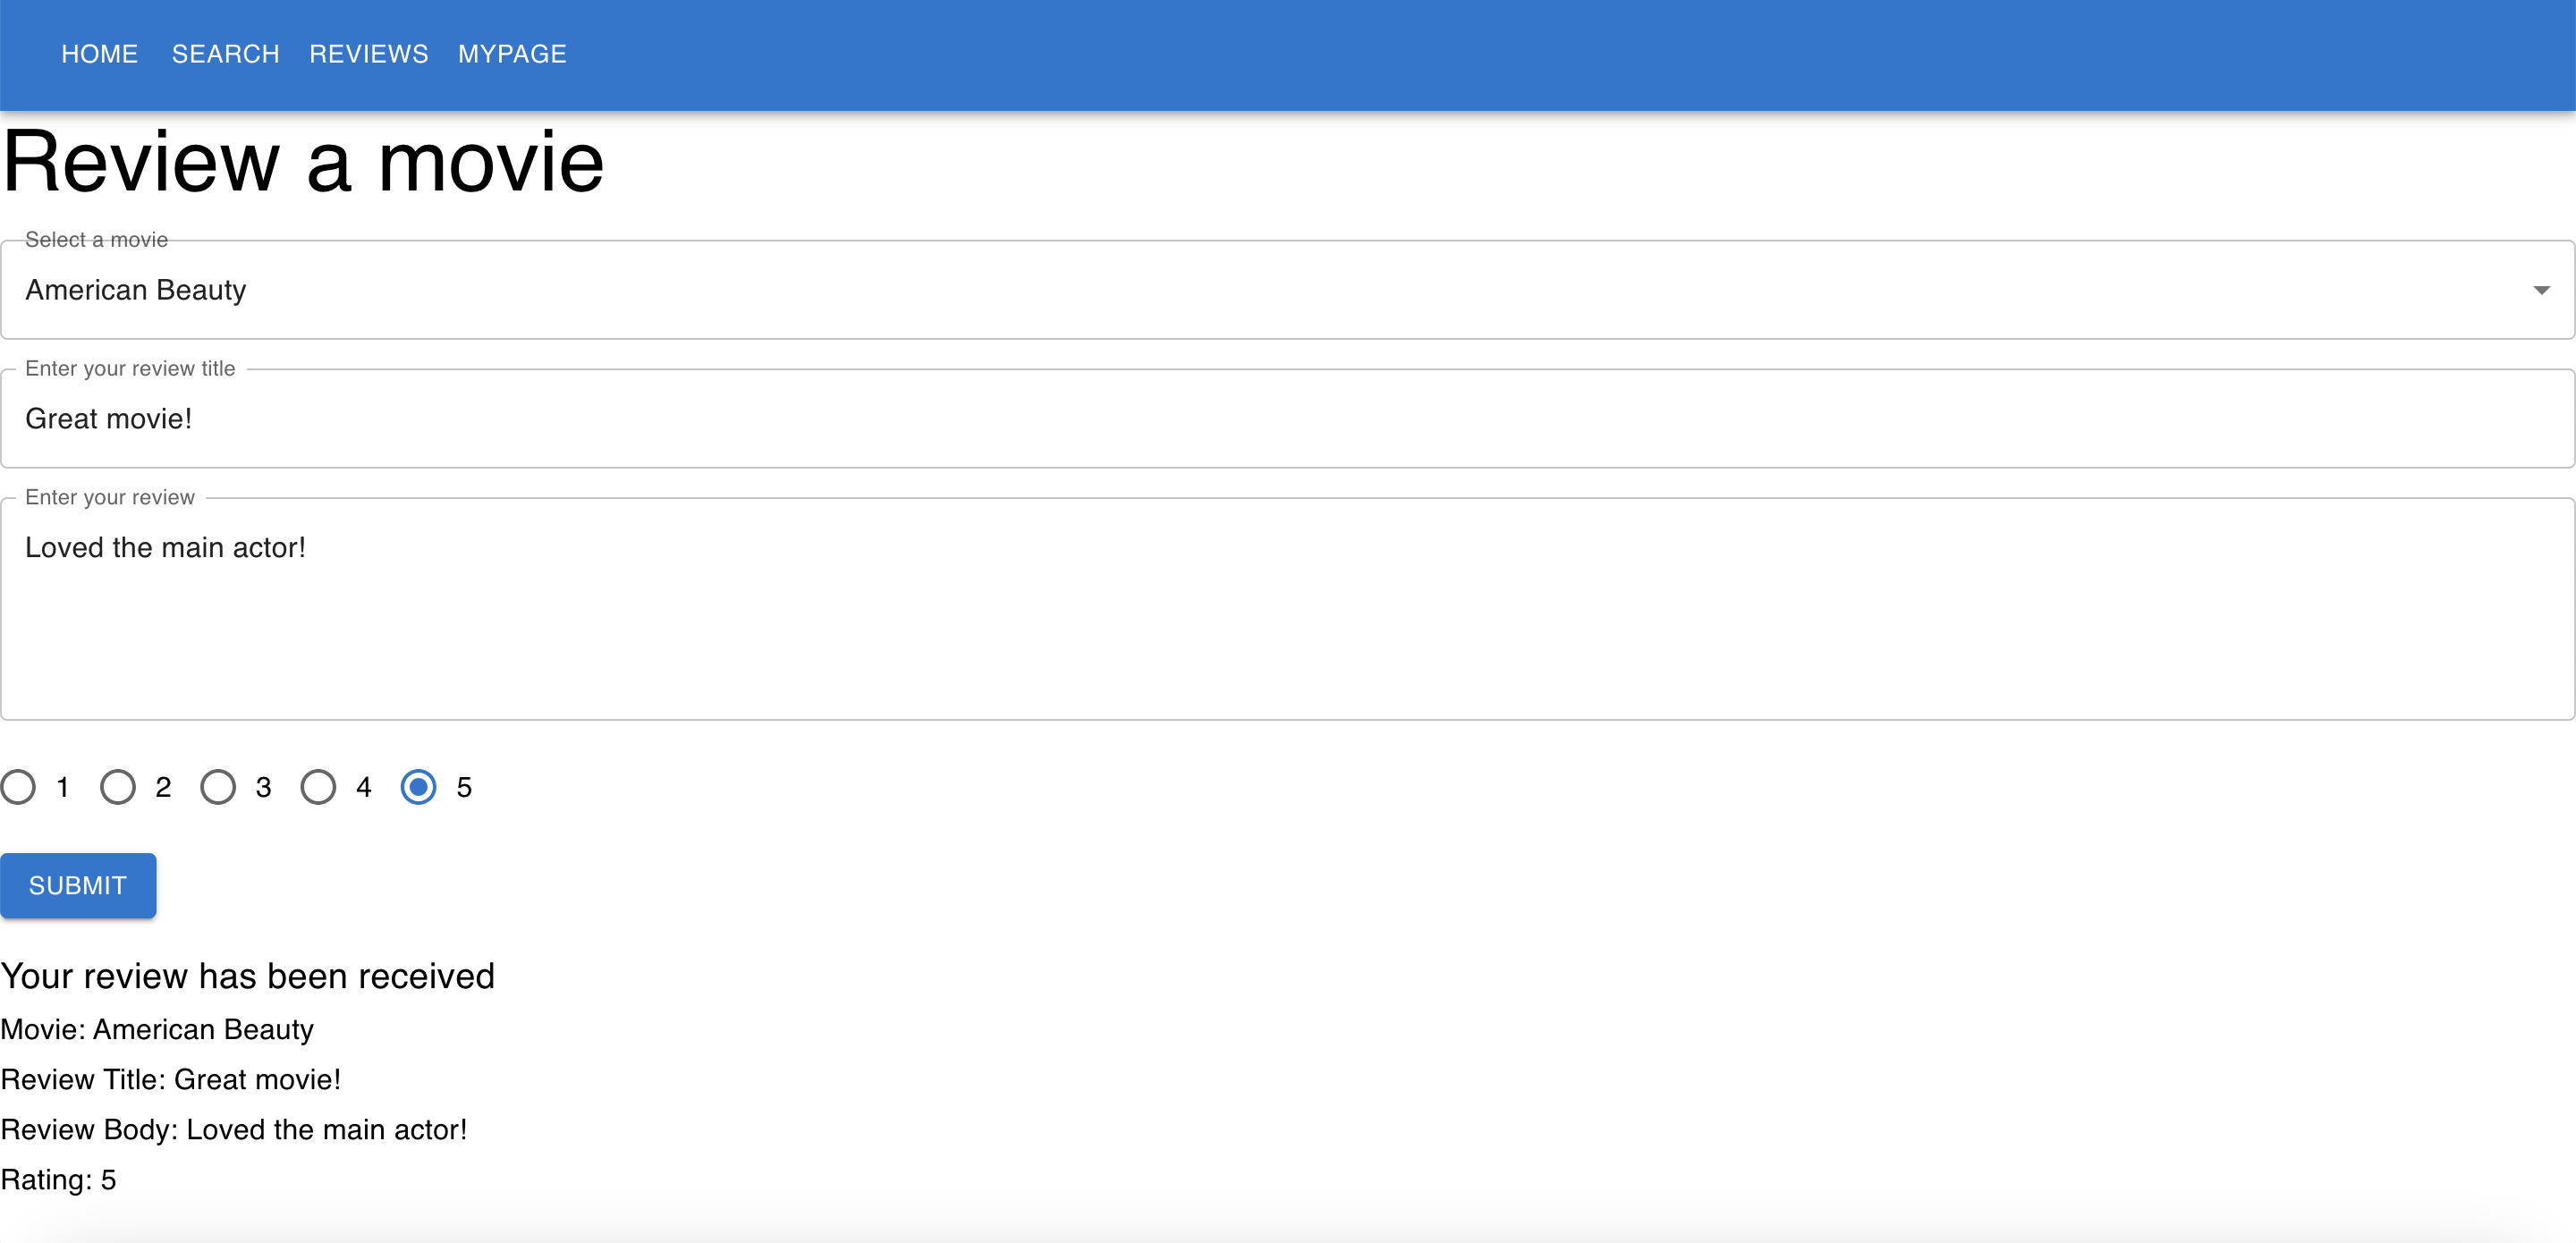 HOME SEARCH REVIEWS MYPAGE
Review a movie
Select a movie
American Beauty
Enter your review title
Great movie!
Enter your review
Loved the main actor!
1 2 3 4 5
SUBMIT
Your review has been received
Movie: American Beauty
Review Title: Great movie!
Review Body: Loved the main actor!
Rating: 5